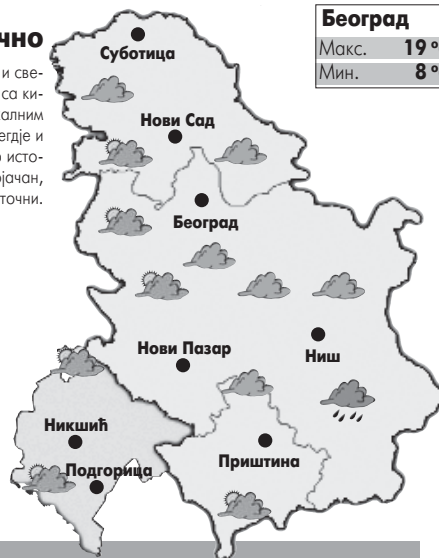 чно
и све-
са ки-
калним
егдје и
исто-
јачан,
точни.
Београд
Макс. 19°
Мин. 8°
Суботица
Нови Сад
Београд
Нови Пазар
Ниш
Никшић
Подгорица
Приштина